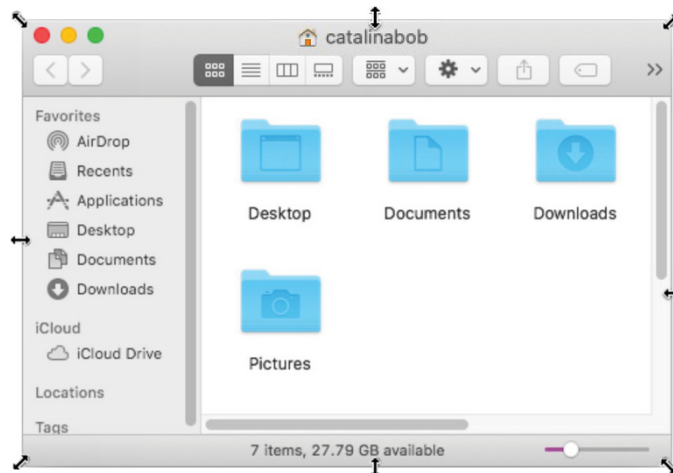 catalinabob
Favorites
AirDrop
Recents
Applications
Desktop
Documents
Downloads
iCloud
iCloud Drive
Locations
Tags
Desktop
Documents
Downloads
Pictures
7 items, 27.79 GB available